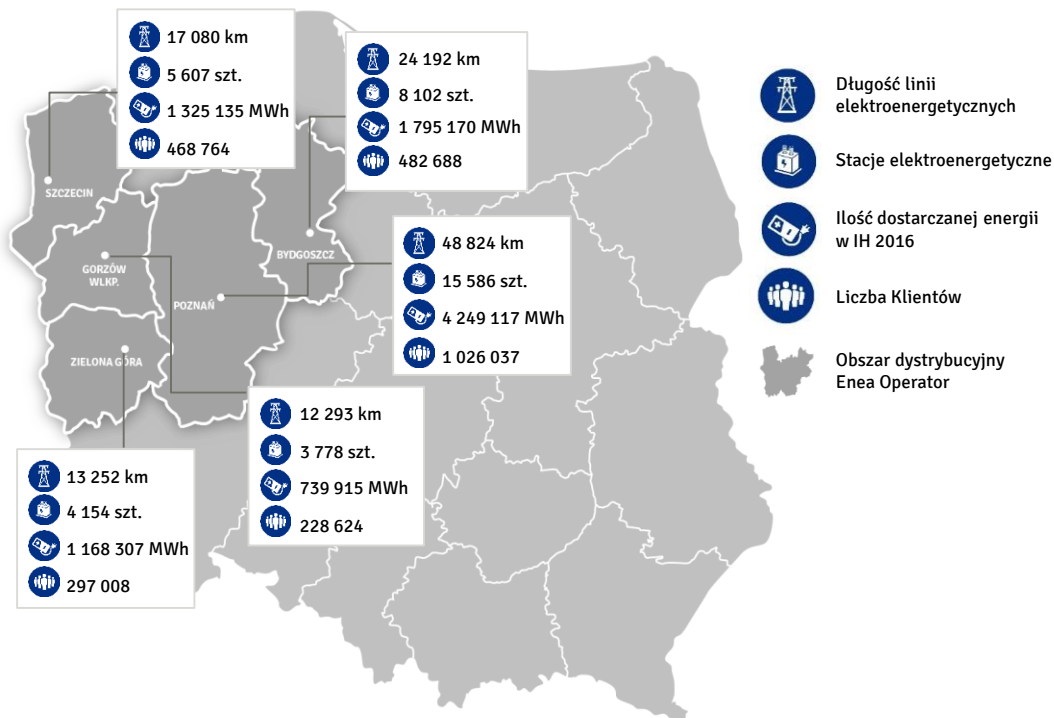 17 080 km
5 607 szt.
1 325 135 MWh
468 764
24 192 km
8 102 szt.
1 795 170 MWh
482 688
Długość linii
elektroenergetycznych
Stacje elektroenergetyczne
Ilość dostarczanej energii
w IH 2016
Liczba Klientów
Obszar dystrybucyjny
Enea Operator
SZCZECIN
GORZÓW
WLKP.
BYDGOSZCZ
POZNAŃ
ZIELONA GÓRA
48 824 km
15 586 szt.
4 249 117 MWh
1 026 037
12 293 km
3 778 szt.
739 915 MWh
228 624
13 252 km
4 154 szt.
1 168 307 MWh
297 008